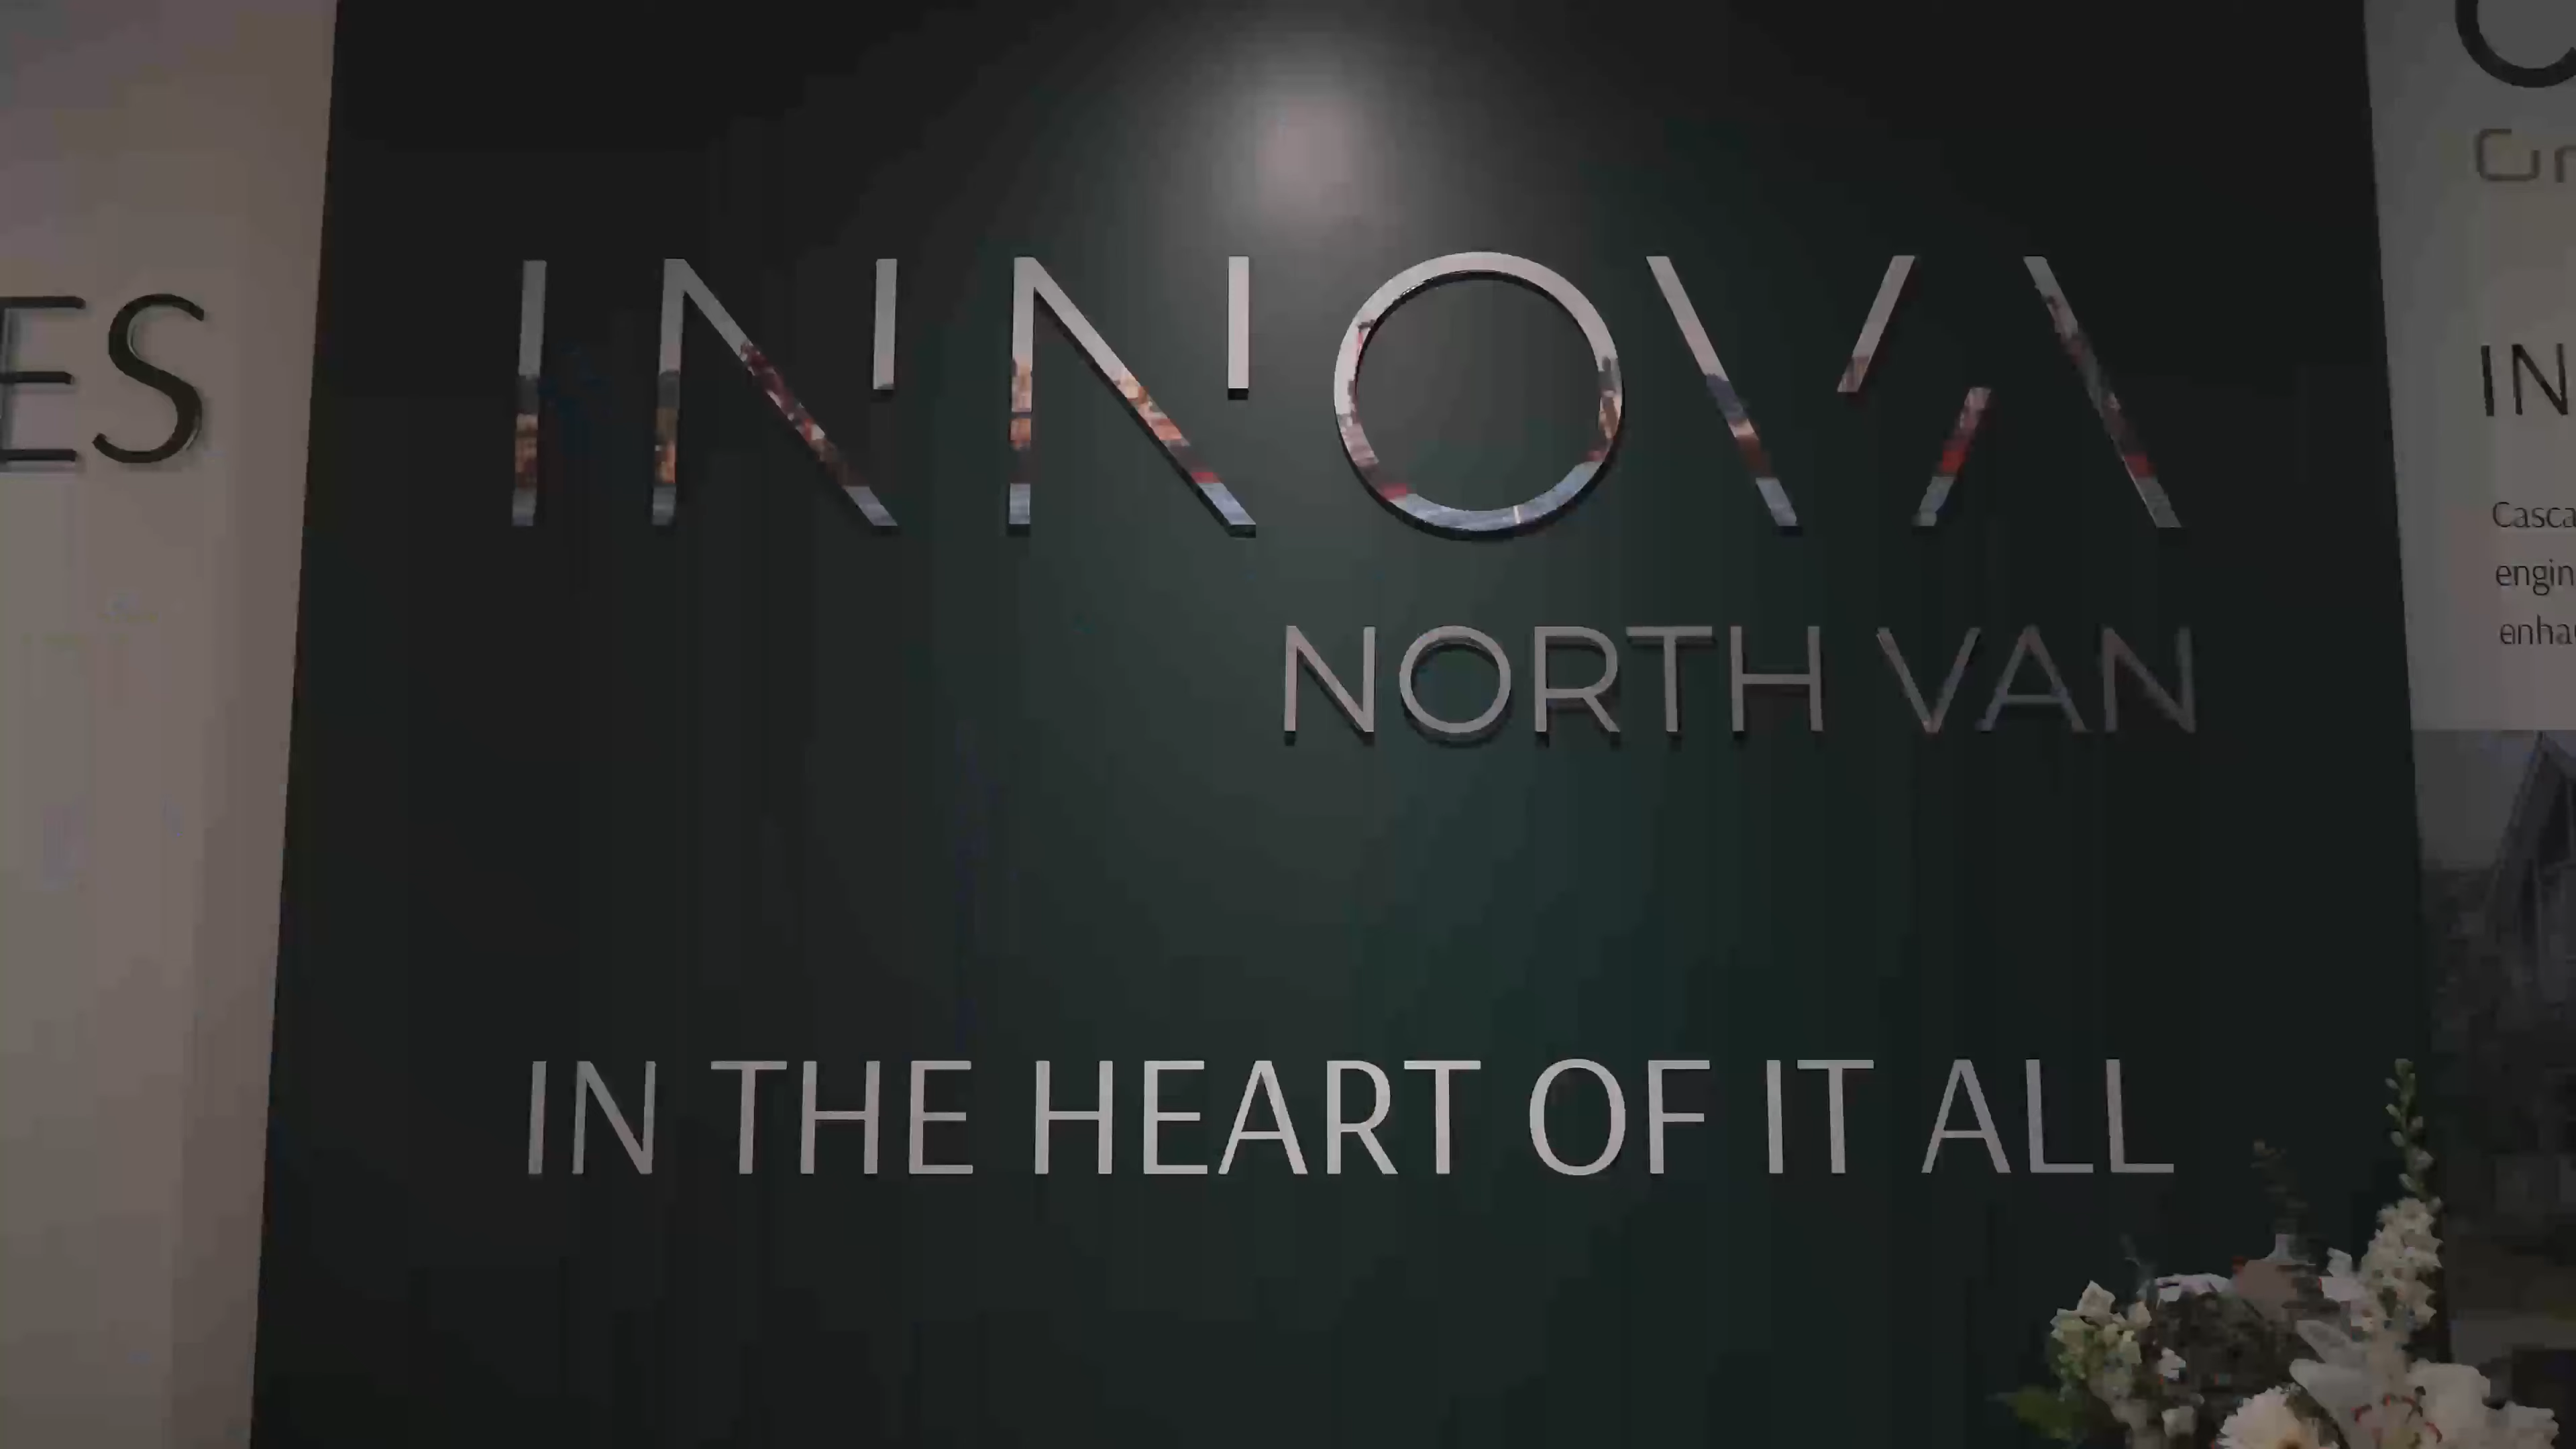 ES
INNOVA
NORTH VAN
IN THE HEART OF IT ALL
IN
Casca
engin
enha